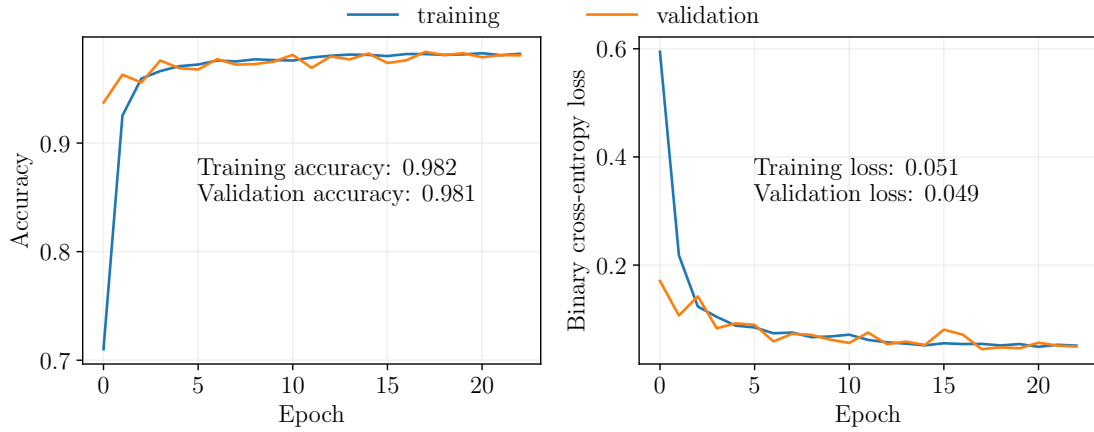 training validation
0.9
0.8
0.7
Accuracy
Training accuracy: 0.982
Validation accuracy: 0.981
0 5 10 15 20
Epoch
0.6
0.4
0.2
Binary cross-entropy loss
Training loss: 0.051
Validation loss: 0.049
0 5 10 15 20
Epoch